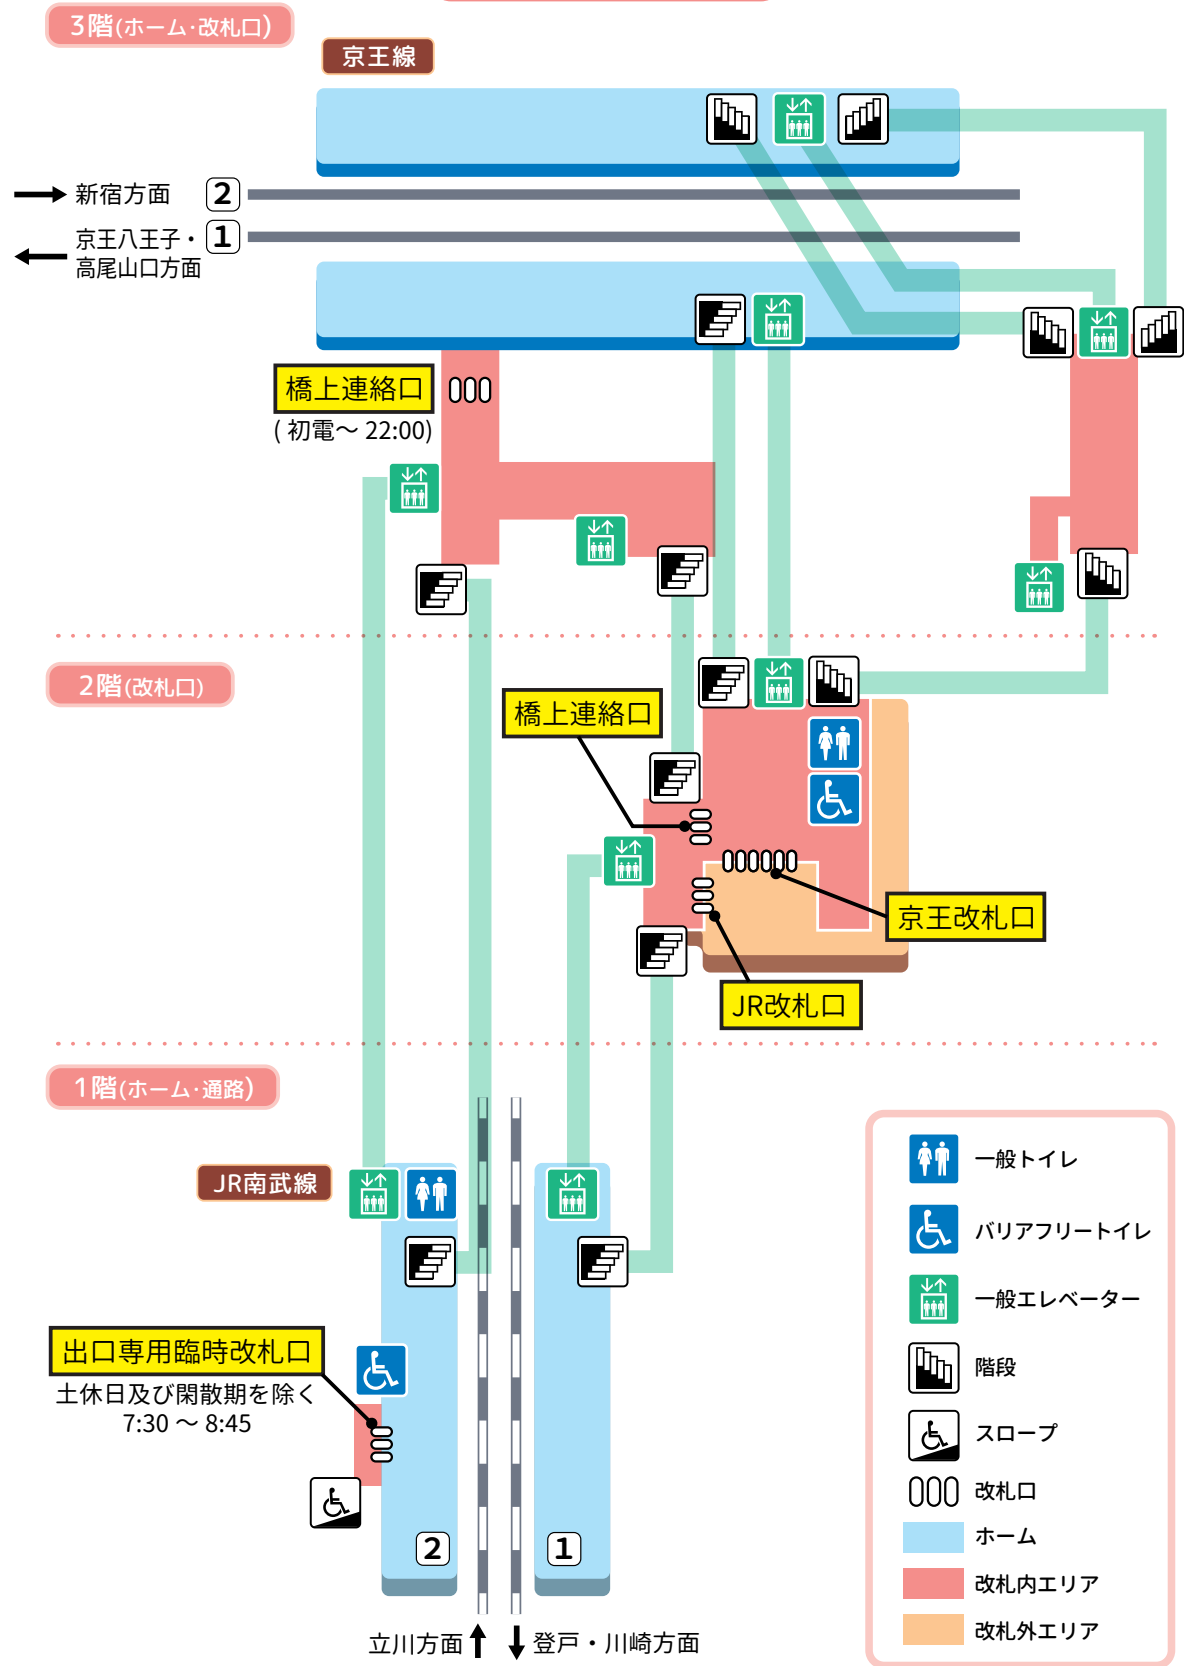 3階(ホーム・改札口)
京王線
新宿方面
2
京王八王子・
高尾山口方面
1
橋上連絡口
( 初電～ 22:00)
2階(改札口)
橋上連絡口
京王改札口
JR改札口
1階(ホーム・通路)
JR南武線
出口専用臨時改札口
土休日及び閑散期を除く
7:30 ～ 8:45
2
1
立川方面
登戸・川崎方面
一般トイレ
バリアフリートイレ
一般エレベーター
階段
スロープ
改札口
ホーム
改札内エリア
改札外エリア